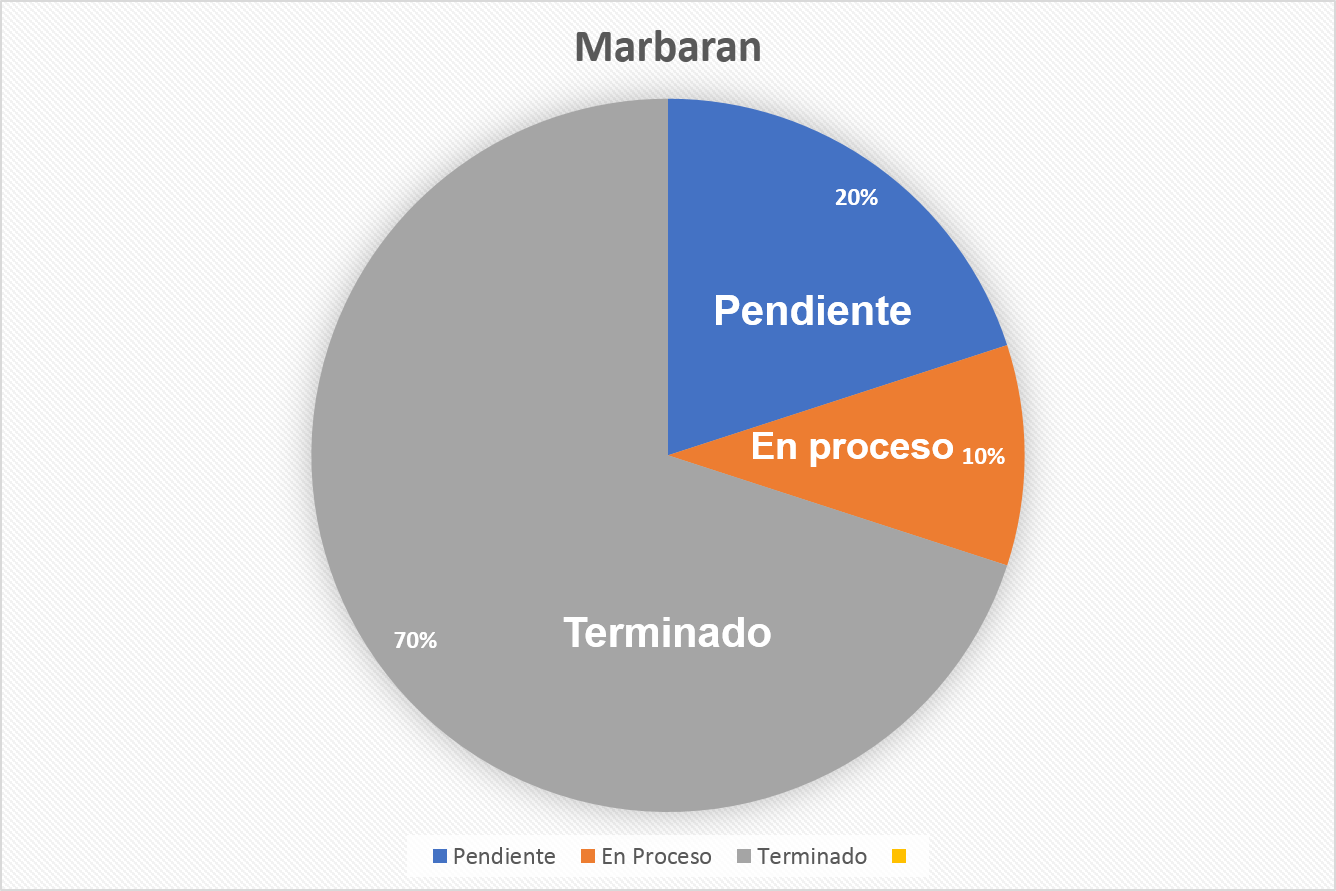 Marbaran
20%
Pendiente
En proceso 10%
Terminado
70%
Pendiente En Proceso Terminado